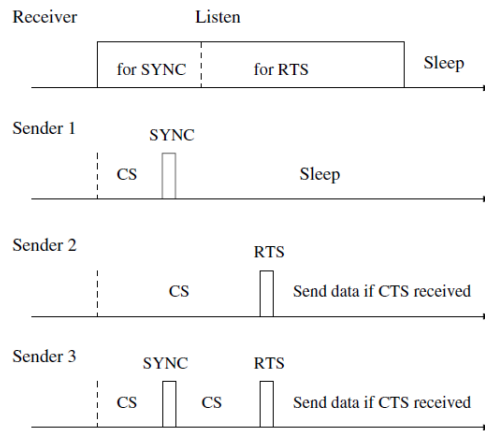 Receiver Listen
for SYNC for RTS Sleep
Sender 1
SYNC
CS Sleep
Sender 2
RTS
CS Send data if CTS received
Sender 3
SYNC RTS
CS CS Send data if CTS received